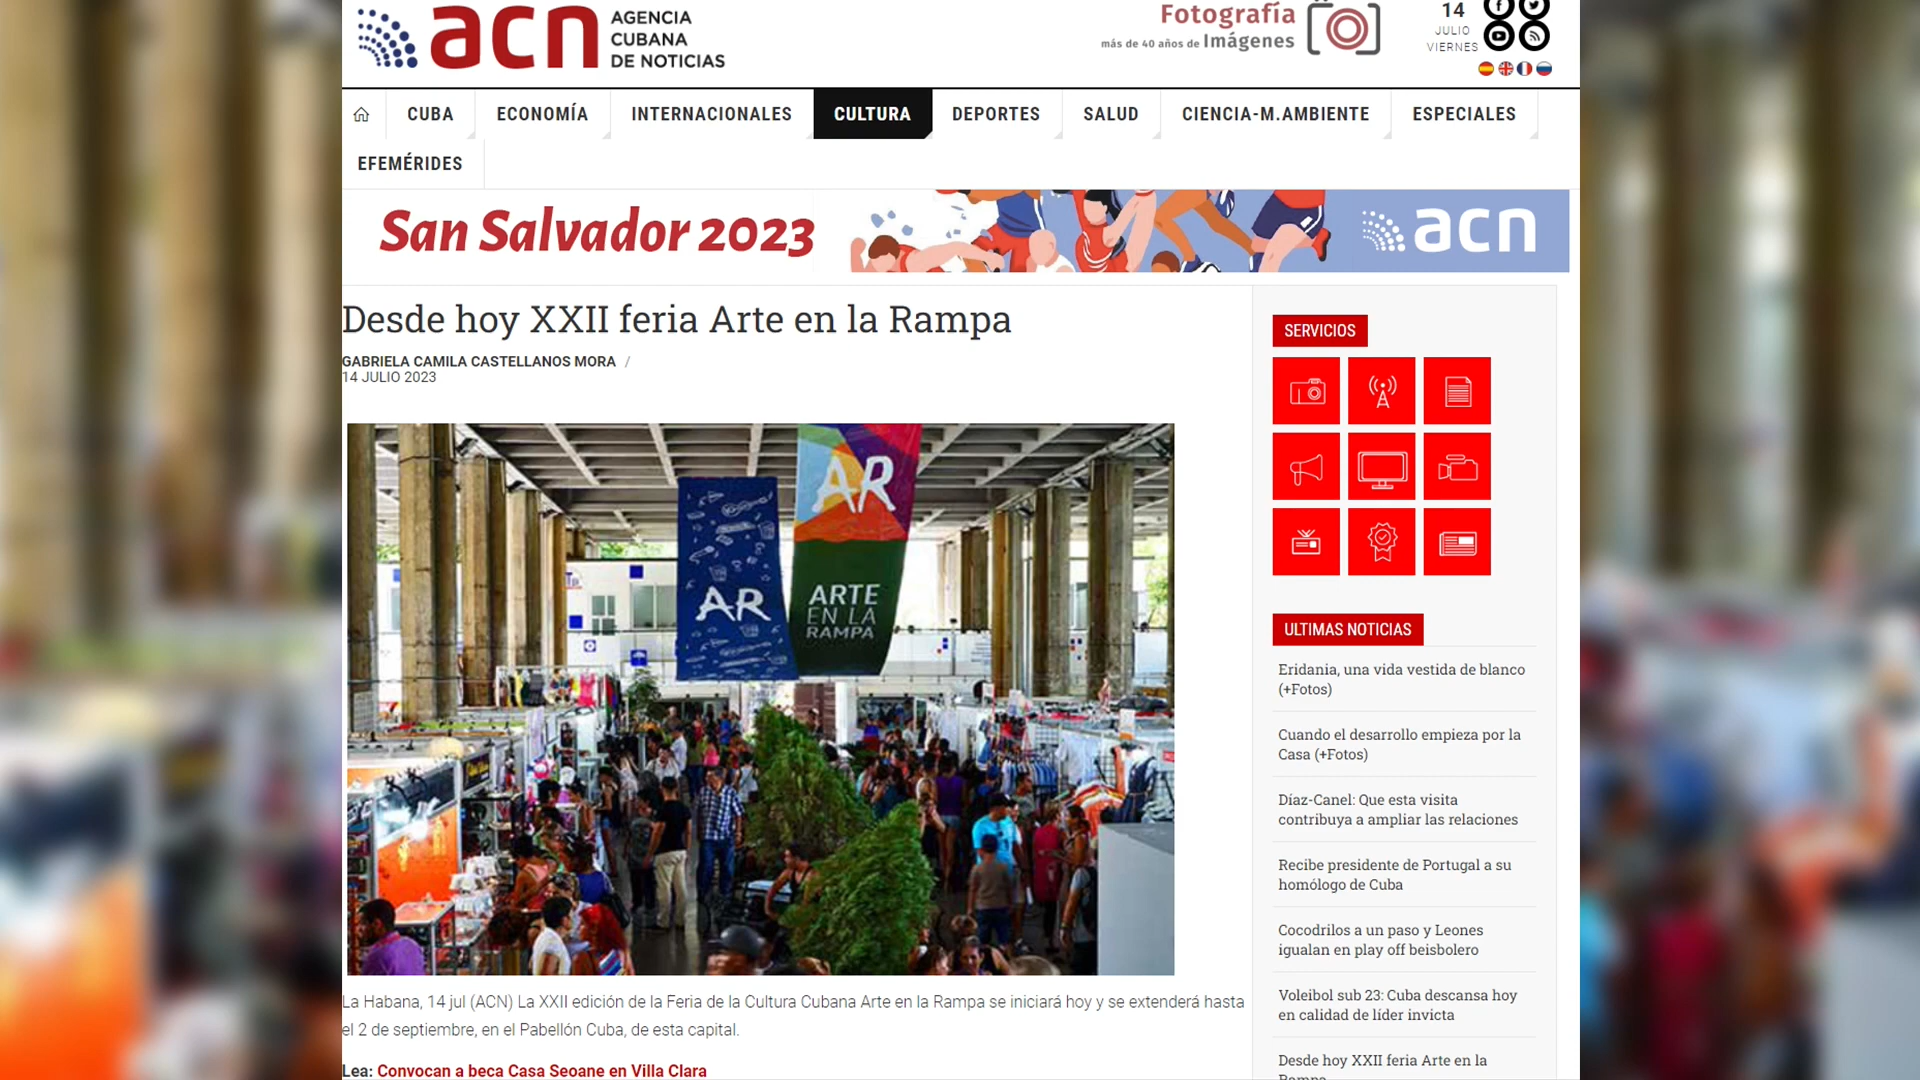 acn
AGENCIA
CUBANA
DE NOTICIAS
Fotografía
más de 40 años de Imágenes
14
JULIO
VIERNES
CUBA
ECONOMÍA
INTERNACIONALES
CULTURA
DEPORTES
SALUD
CIENCIA-M.AMBIENTE
ESPECIALES
EFEMÉRIDES
San Salvador 2023
acn
Desde hoy XXII feria Arte en la Rampa
GABRIELA CAMILA CASTELLANOS MORA /
14 JULIO 2023
AR
AR
ARTE
EN LA
RAMPA
La Habana, 14 jul (ACN) La XXII edición de la Feria de la Cultura Cubana Arte en la Rampa se iniciará hoy y se extenderá hasta
el 2 de septiembre, en el Pabellón Cuba, de esta capital.
Lea: Convocan a beca Casa Seoane en Villa Clara
SERVICIOS
ULTIMAS NOTICIAS
Eridania, una vida vestida de blanco
(+Fotos)
Cuando el desarrollo empieza por la
Casa (+Fotos)
Díaz-Canel: Que esta visita
contribuya a ampliar las relaciones
Recibe presidente de Portugal a su
homólogo de Cuba
Cocodrilos a un paso y Leones
igualan en play off beisbolero
Voleibol sub 23: Cuba descansa hoy
en calidad de líder invicta
Desde hoy XXII feria Arte en la
Rampa